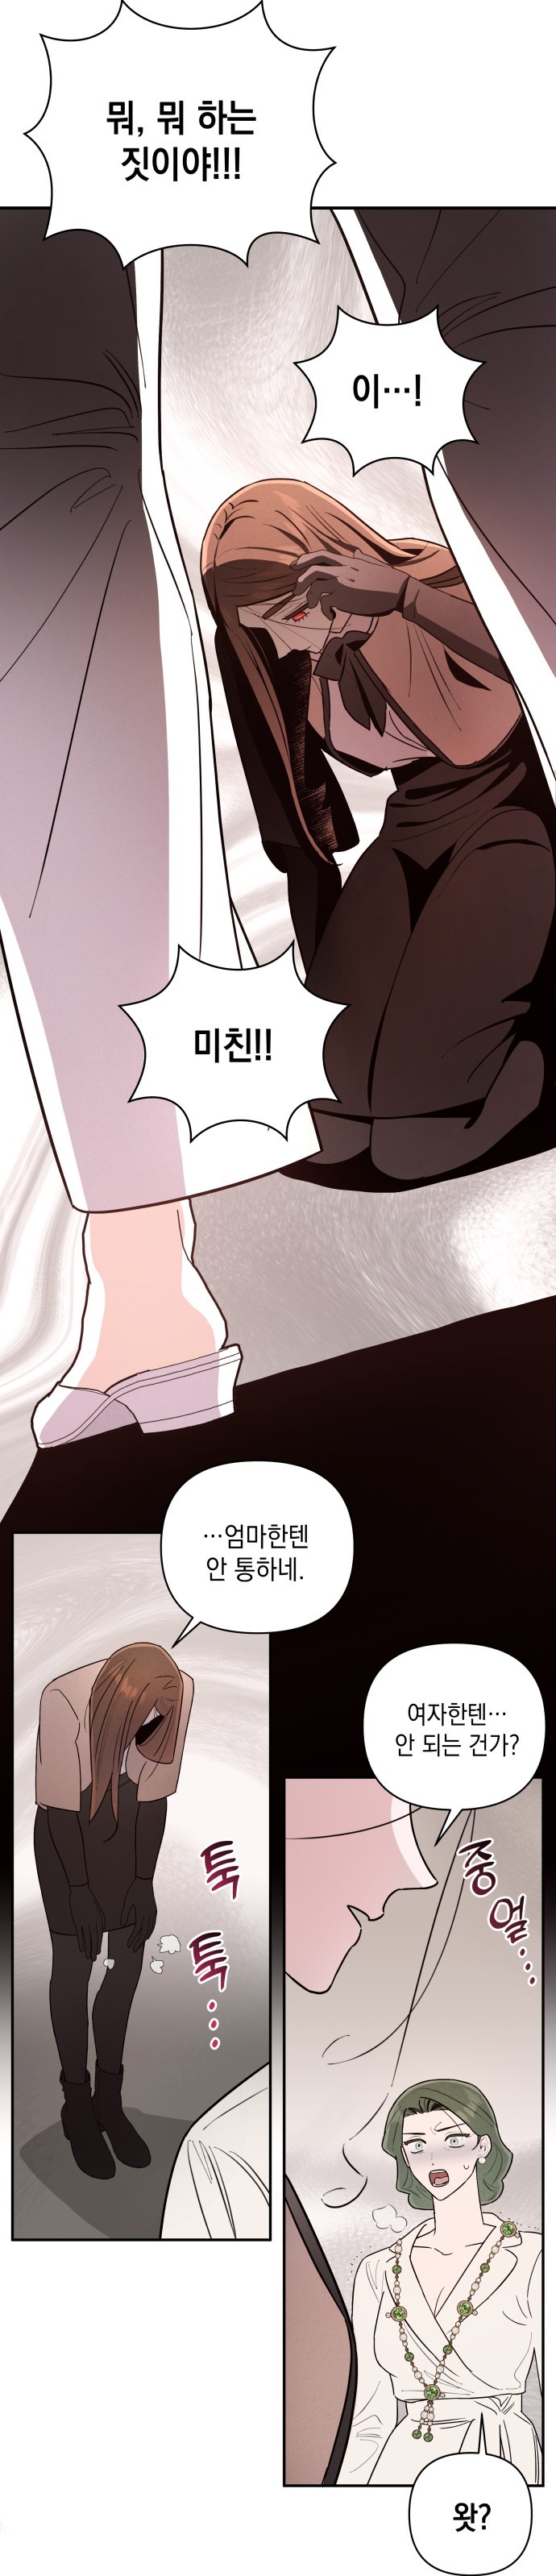 뭐, 뭐 하는
짓이야!!!
이…!
미친!!
…엄마한텐
안 통하네.
툭
툭…
여자한텐…
안 되는 건가?
중얼…
왓?